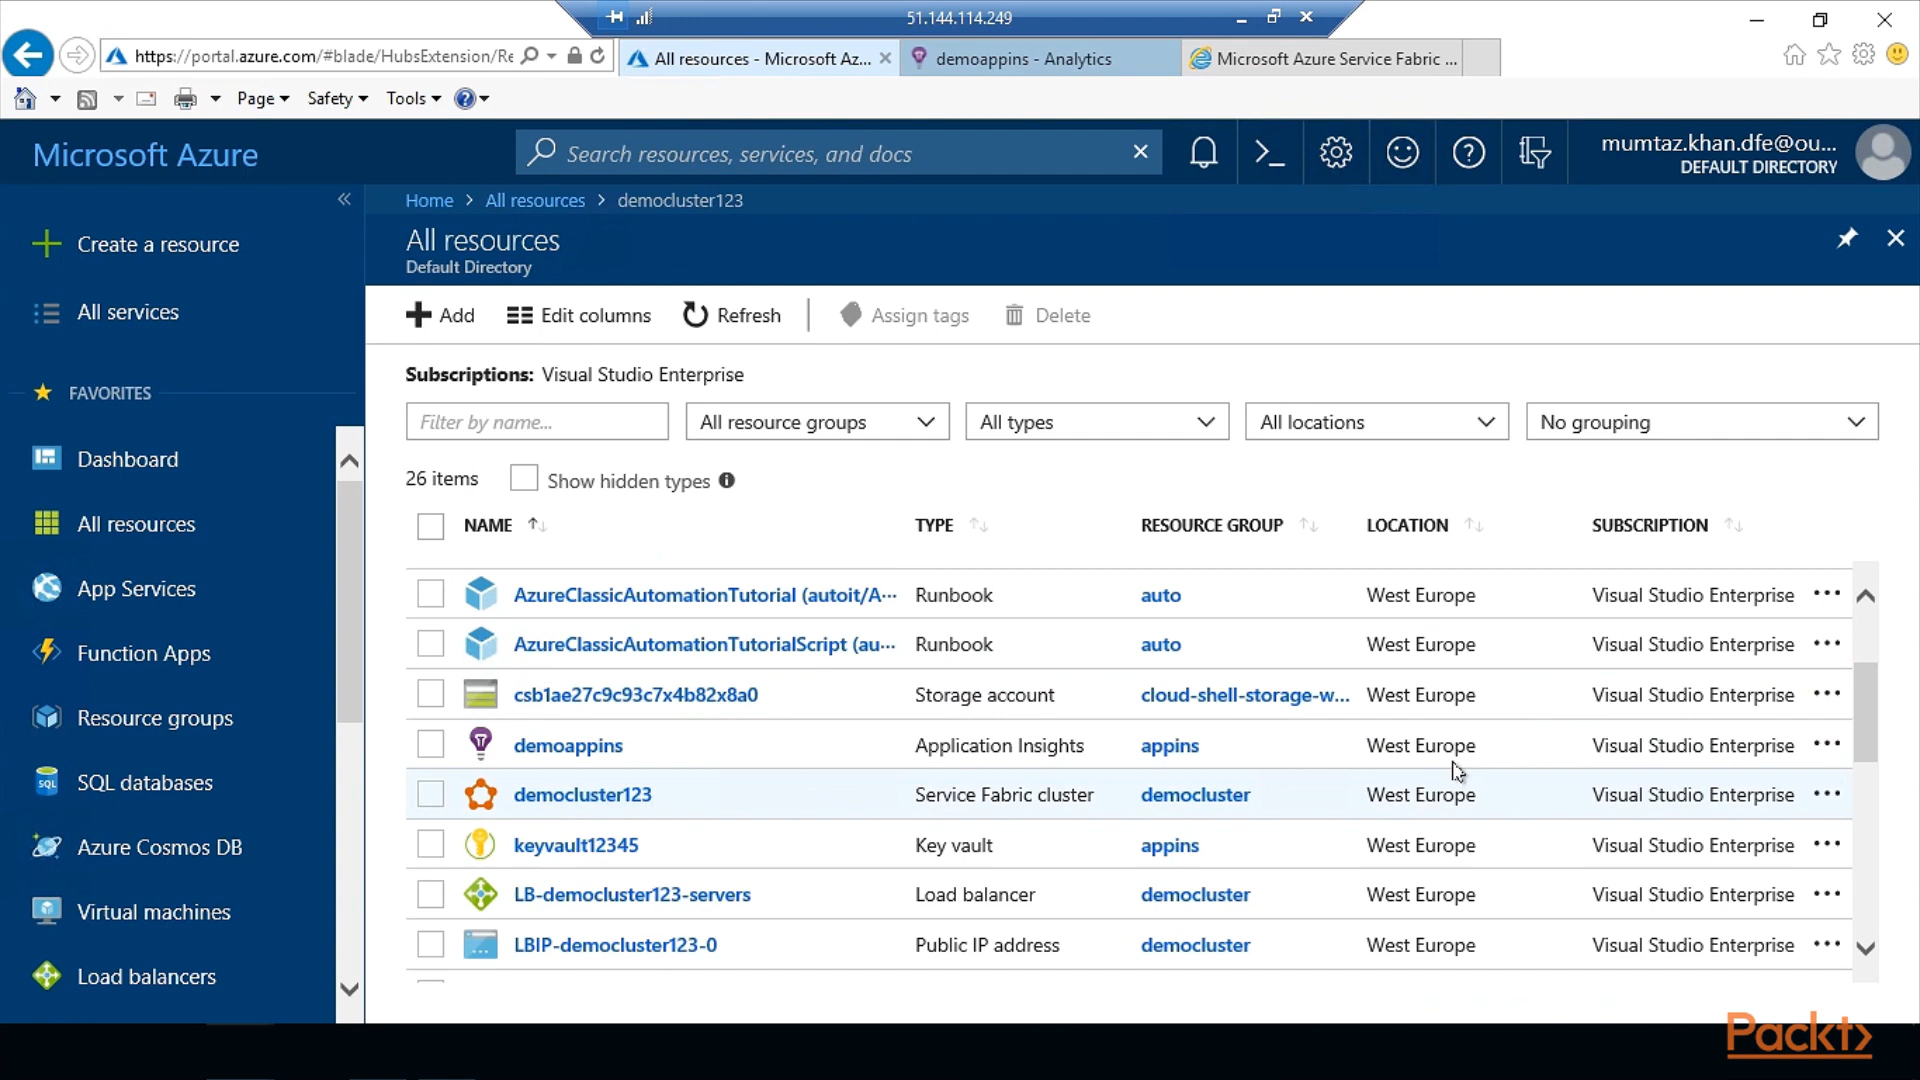 51.144.114.249
https://portal.azure.com/#blade/HubsExtension/Re
All resources - Microsoft Az...
demoappins - Analytics
Microsoft Azure Service Fabric ...
Page
Safety
Tools
Microsoft Azure
Search resources, services, and docs
mumtaz.khan.dfe@ou...
DEFAULT DIRECTORY
Home > All resources > democluster123
Create a resource
All services
FAVORITES
Dashboard
All resources
App Services
Function Apps
Resource groups
SQL databases
Azure Cosmos DB
Virtual machines
Load balancers
All resources
Default Directory
Add
Edit columns
Refresh
Assign tags
Delete
Subscriptions: Visual Studio Enterprise
Filter by name...
All resource groups
All types
All locations
No grouping
26 items
Show hidden types
NAME TYPE RESOURCE GROUP LOCATION SUBSCRIPTION
AzureClassicAutomationTutorial (autoit/A... Runbook auto West Europe Visual Studio Enterprise
AzureClassicAutomationTutorialScript (au... Runbook auto West Europe Visual Studio Enterprise
csb1ae27c9c93c7x4b82x8a0 Storage account cloud-shell-storage-w... West Europe Visual Studio Enterprise
demoappins Application Insights appins West Europe Visual Studio Enterprise
democluster123 Service Fabric cluster democluster West Europe Visual Studio Enterprise
keyvault12345 Key vault appins West Europe Visual Studio Enterprise
LB-democluster123-servers Load balancer democluster West Europe Visual Studio Enterprise
LBIP-democluster123-0 Public IP address democluster West Europe Visual Studio Enterprise
Packt>